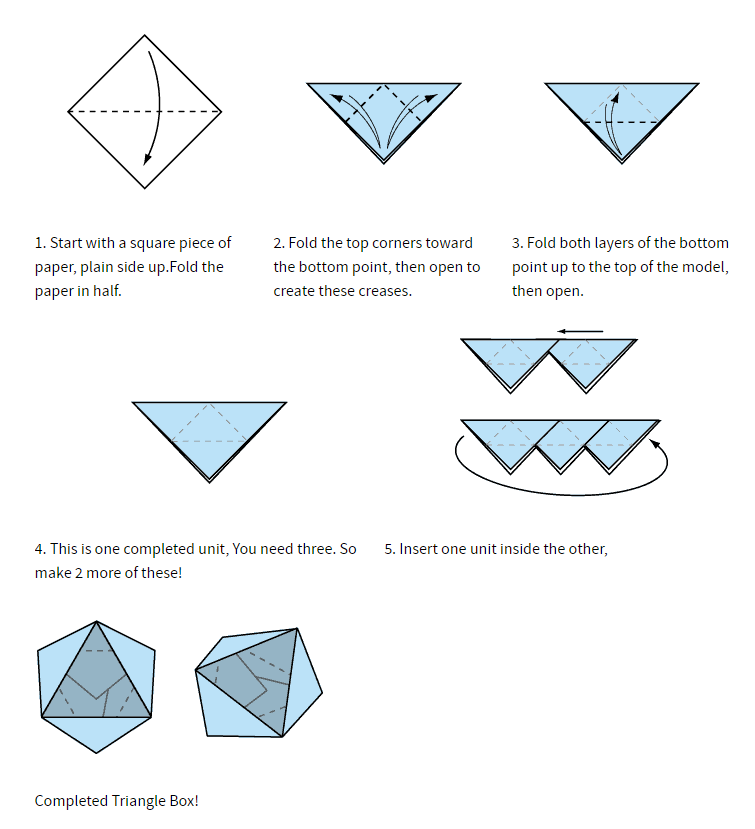 1. Start with a square piece of
paper, plain side up.Fold the
paper in half.
2. Fold the top corners toward
the bottom point, then open to
create these creases.
3. Fold both layers of the bottom
point up to the top of the model,
then open.
4. This is one completed unit, You need three. So
make 2 more of these!
5. Insert one unit inside the other,
Completed Triangle Box!